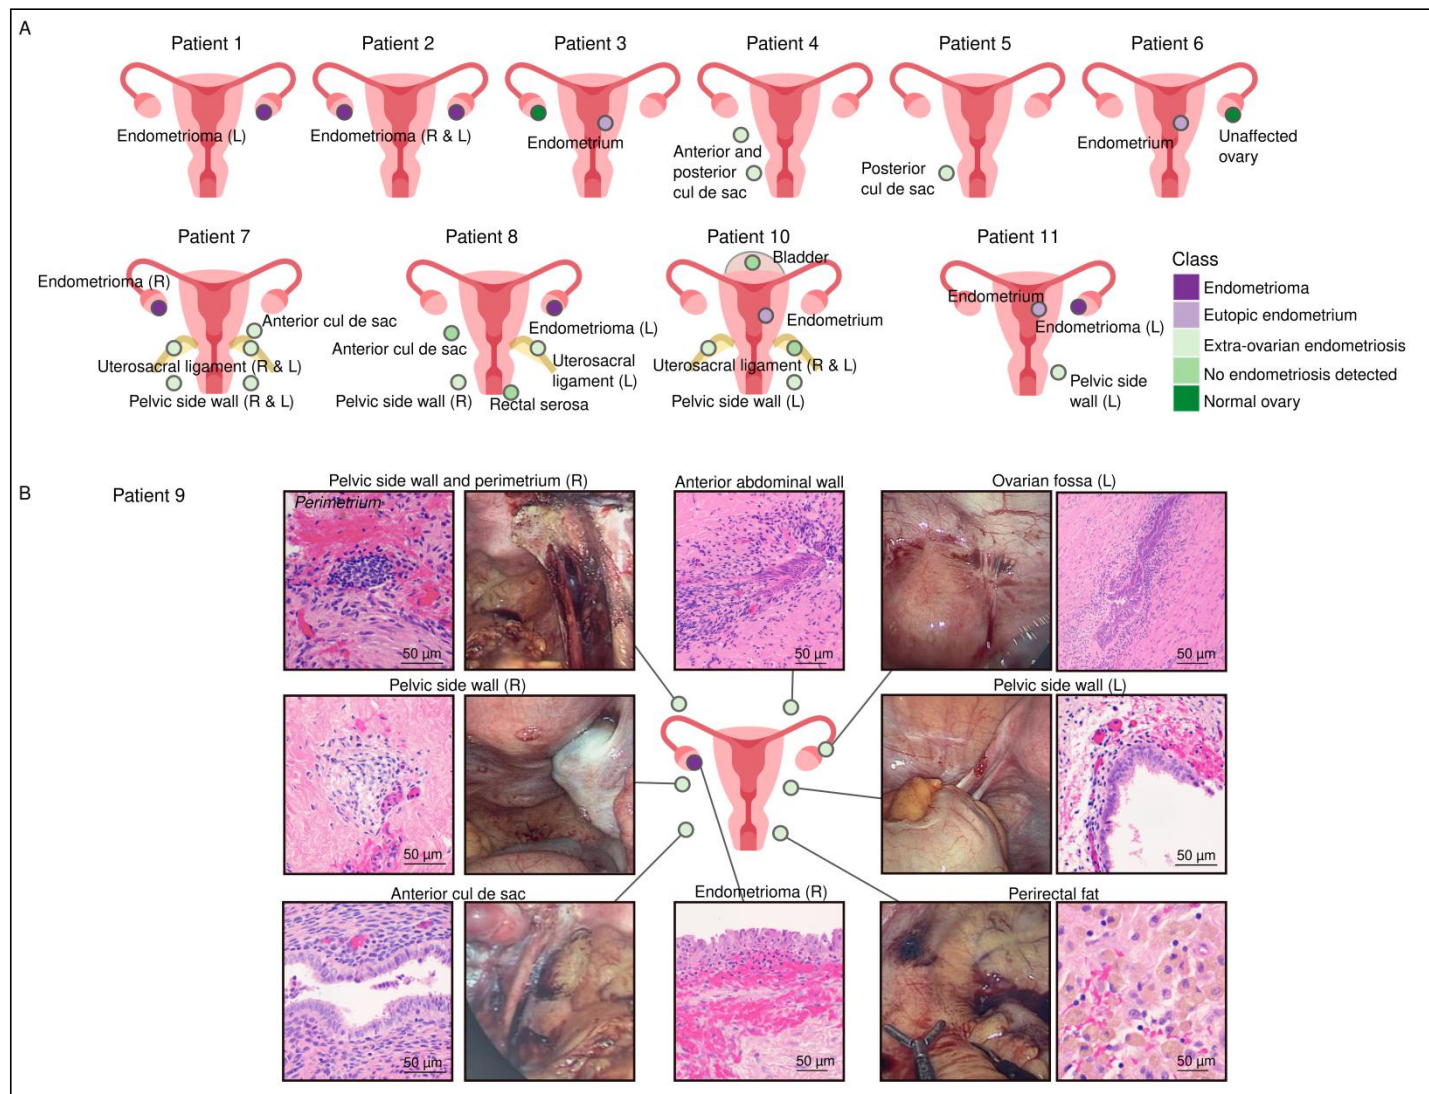 A
Patient 1
Patient 2
Patient 3
Patient 4
Patient 5
Patient 6
Endometrioma (L)
Endometrioma (R & L)
Endometrium
Anterior and
posterior
cul de sac
Posterior
cul de sac
Endometrium
Unaffected
ovary
Patient 7
Patient 8
Patient 10
Patient 11
Endometrioma (R)
Anterior cul de sac
Uterosacral ligament (R & L)
Pelvic side wall (R & L)
Endometrioma (L)
Anterior cul de sac
Uterosacral
ligament (L)
Pelvic side wall (R)
Rectal serosa
Bladder
Endometrium
Uterosacral ligament (R & L)
Pelvic side wall (L)
Endometrium
Endometrioma (L)
Pelvic side
wall (L)
Class
Endometrioma
Eutopic endometrium
Extra-ovarian endometriosis
No endometriosis detected
Normal ovary
B
Patient 9
Pelvic side wall and perimetrium (R)
Perimetrium
50 µm
Anterior abdominal wall
50 µm
Ovarian fossa (L)
50 µm
Pelvic side wall (R)
50 µm
Pelvic side wall (L)
50 µm
Anterior cul de sac
50 µm
Endometrioma (R)
50 µm
Perirectal fat
50 µm